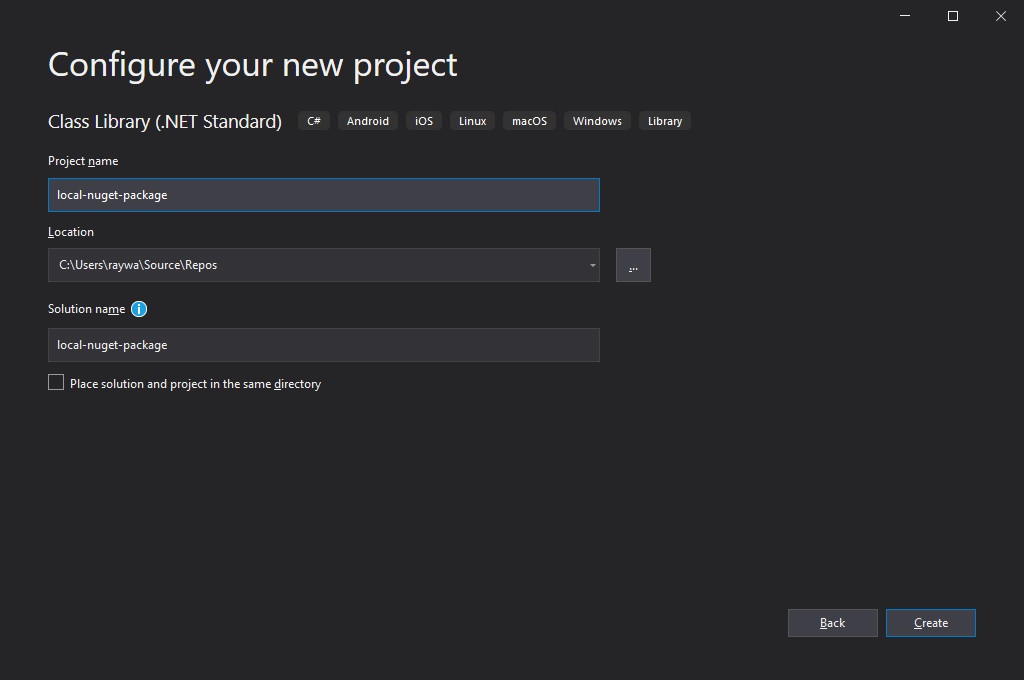 Configure your new project
Class Library (.NET Standard) C# Android iOS Linux macOS Windows Library
Project name
local-nuget-package
Location
C:\Users\raywa\Source\Repos
...
Solution name
local-nuget-package
Place solution and project in the same directory
Back Create